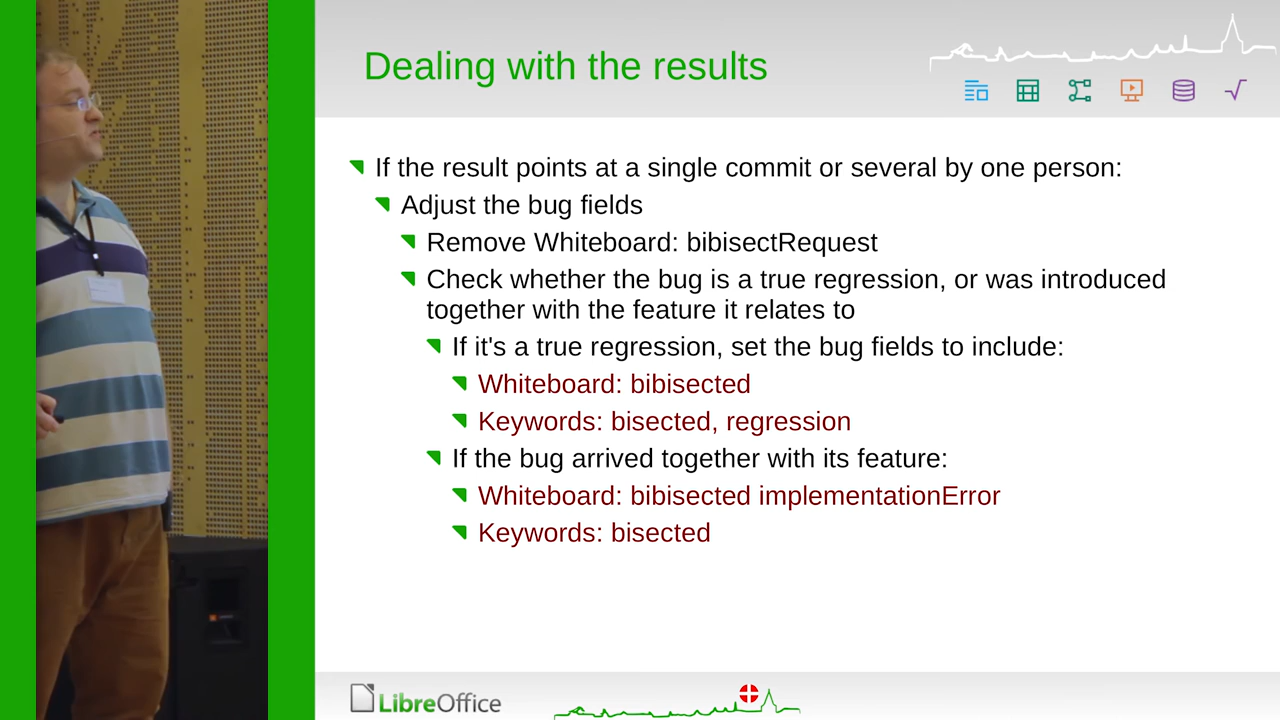 Dealing with the results
If the result points at a single commit or several by one person:
Adjust the bug fields
Remove Whiteboard: bibisectRequest
Check whether the bug is a true regression, or was introduced
together with the feature it relates to
If it's a true regression, set the bug fields to include:
Whiteboard: bibisected
Keywords: bisected, regression
If the bug arrived together with its feature:
Whiteboard: bibisected implementationError
Keywords: bisected
LibreOffice